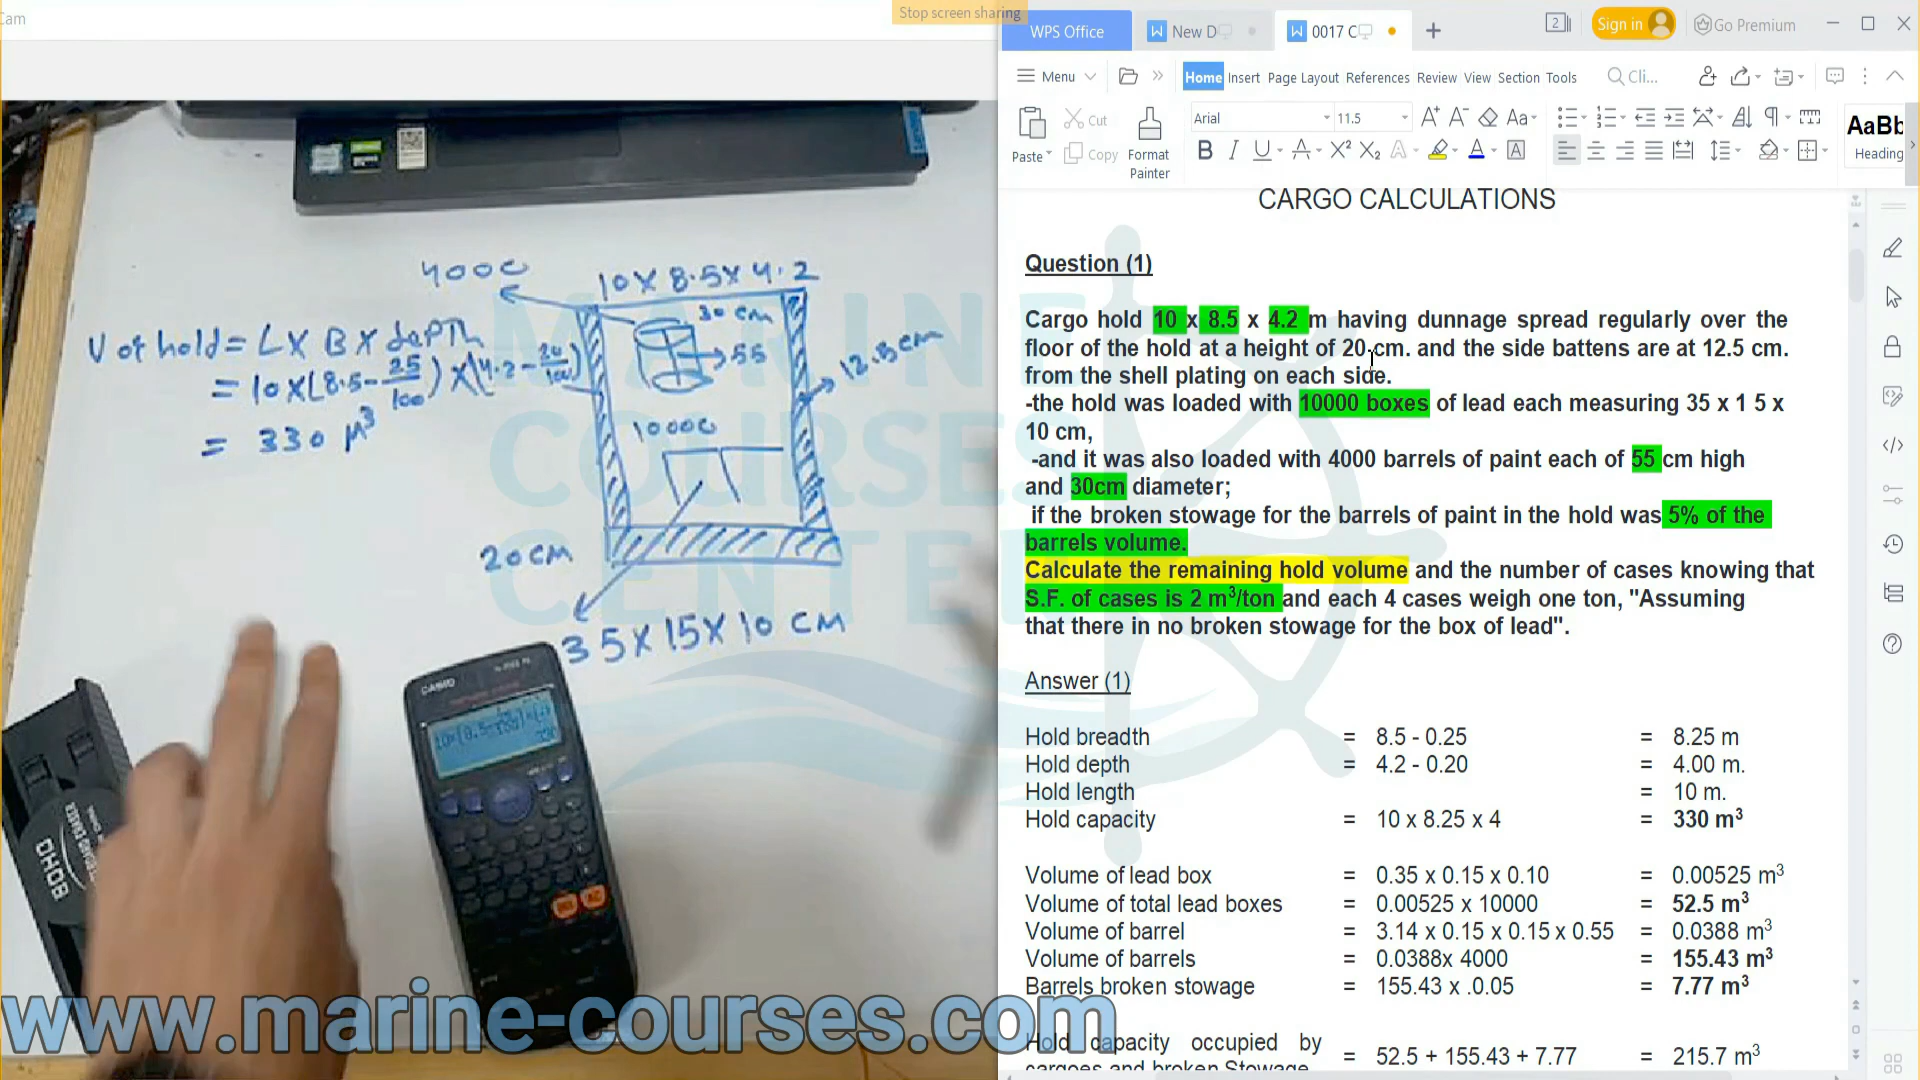 Cam
Stop screen sharing
WPS Office
New D
0017 C
2
Sign in
Go Premium
Menu
Home
Insert
Page Layout
References
Review
View
Section
Tools
Cli...
Paste
Cut
Copy
Format
Painter
Arial
11.5
AaBb
Heading
CARGO CALCULATIONS
Question (1)
Cargo hold 10 x 8.5 x 4.2 m having dunnage spread regularly over the
floor of the hold at a height of 20 cm. and the side battens are at 12.5 cm.
from the shell plating on each side.
-the hold was loaded with 10000 boxes of lead each measuring 35 x 1 5 x
10 cm,
-and it was also loaded with 4000 barrels of paint each of 55 cm high
and 30cm diameter;
if the broken stowage for the barrels of paint in the hold was 5% of the
barrels volume.
Calculate the remaining hold volume and the number of cases knowing that
S.F. of cases is 2 m³/ton and each 4 cases weigh one ton, "Assuming
that there in no broken stowage for the box of lead".
Answer (1)
Hold breadth = 8.5 - 0.25 = 8.25 m
Hold depth = 4.2 - 0.20 = 4.00 m.
Hold length = 10 m.
Hold capacity = 10 x 8.25 x 4 = 330 m³
Volume of lead box = 0.35 x 0.15 x 0.10 = 0.00525 m³
Volume of total lead boxes = 0.00525 x 10000 = 52.5 m³
Volume of barrel = 3.14 x 0.15 x 0.15 x 0.55 = 0.0388 m³
Volume of barrels = 0.0388x 4000 = 155.43 m³
Barrels broken stowage = 155.43 x .0.05 = 7.77 m³
Hold capacity occupied by = 52.5 + 155.43 + 7.77 = 215.7 m³
cargoes and broken Stowage
4000
10 X 8.5 X 4.2
30 cm
55
12.5 cm
V of hold = L X B X depth
= 10 X (8.5 - 25/100) X (4.2 - 20/100)
= 330 M³
10000
20 CM
35 X 15 X 10 CM
CASIO
DOHB
MARINE
COURSES
CENTER
www.marine-courses.com